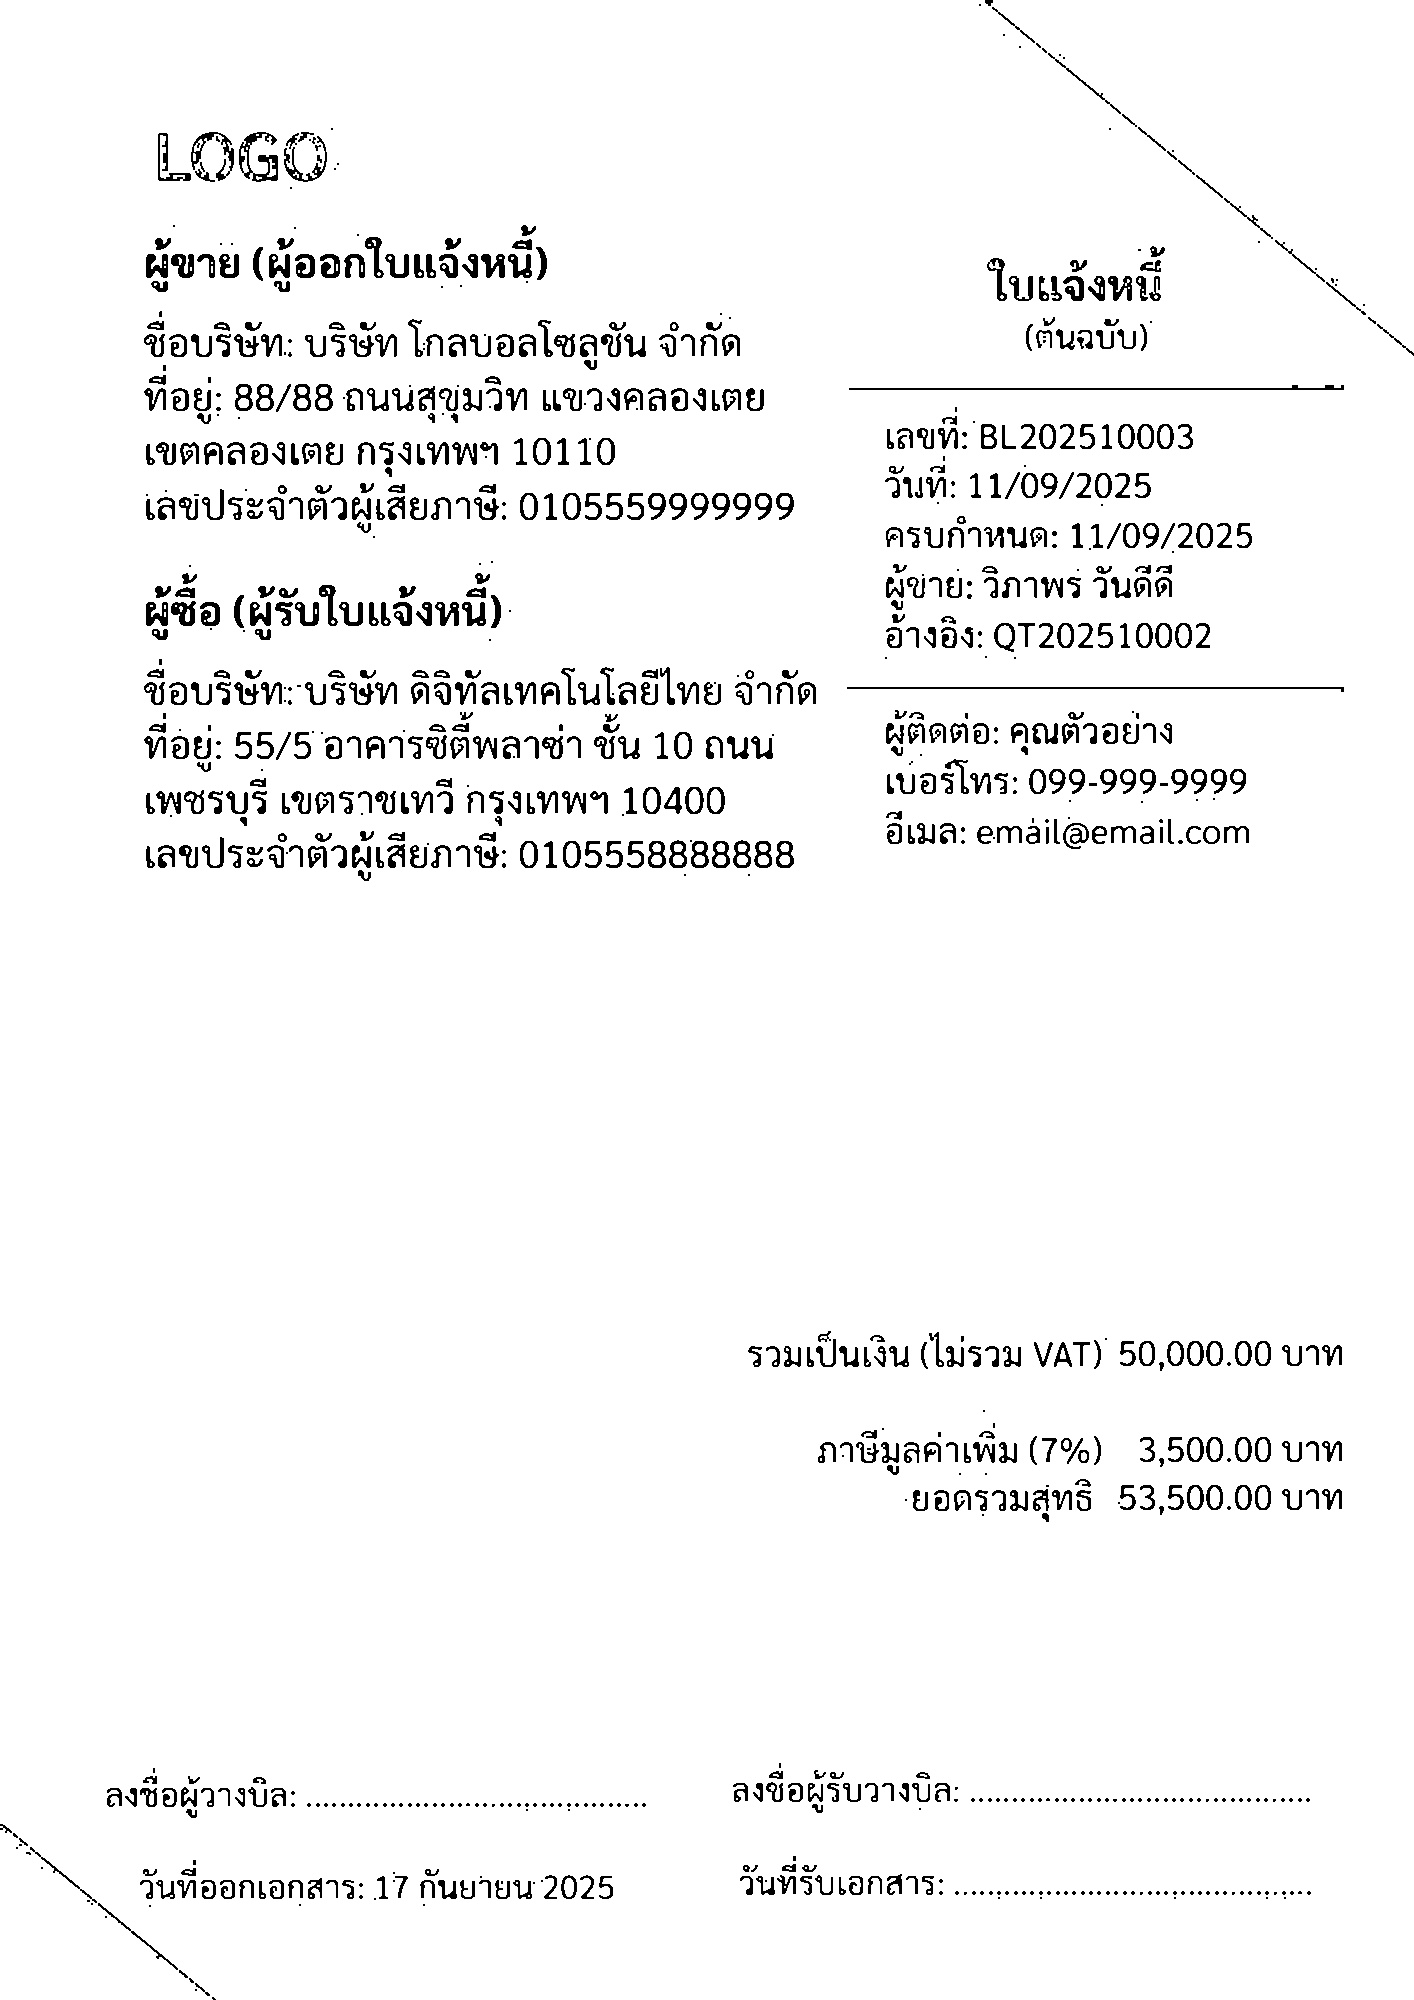 LOGO
ผู้ขาย (ผู้ออกใบแจ้งหนี้)
ชื่อบริษัท: บริษัท โกลบอลโซลูชัน จำกัด
ที่อยู่: 88/88 ถนนสุขุมวิท แขวงคลองเตย
เขตคลองเตย กรุงเทพฯ 10110
เลขประจำตัวผู้เสียภาษี: 0105559999999
ผู้ซื้อ (ผู้รับใบแจ้งหนี้)
ชื่อบริษัท: บริษัท ดิจิทัลเทคโนโลยีไทย จำกัด
ที่อยู่: 55/5 อาคารซิตี้พลาซ่า ชั้น 10 ถนน
เพชรบุรี เขตราชเทวี กรุงเทพฯ 10400
เลขประจำตัวผู้เสียภาษี: 0105558888888
ใบแจ้งหนี้
(ต้นฉบับ)
เลขที่: BL202510003
วันที่: 11/09/2025
ครบกำหนด: 11/09/2025
ผู้ขาย: วิภาพร วันดีดี
อ้างอิง: QT202510002
ผู้ติดต่อ: คุณตัวอย่าง
เบอร์โทร: 099-999-9999
อีเมล: email@email.com
รวมเป็นเงิน (ไม่รวม VAT) 50,000.00 บาท
ภาษีมูลค่าเพิ่ม (7%) 3,500.00 บาท
ยอดรวมสุทธิ 53,500.00 บาท
ลงชื่อผู้วางบิล: .........................................
ลงชื่อผู้รับวางบิล: .........................................
วันที่ออกเอกสาร: 17 กันยายน 2025
วันที่รับเอกสาร: ...........................................